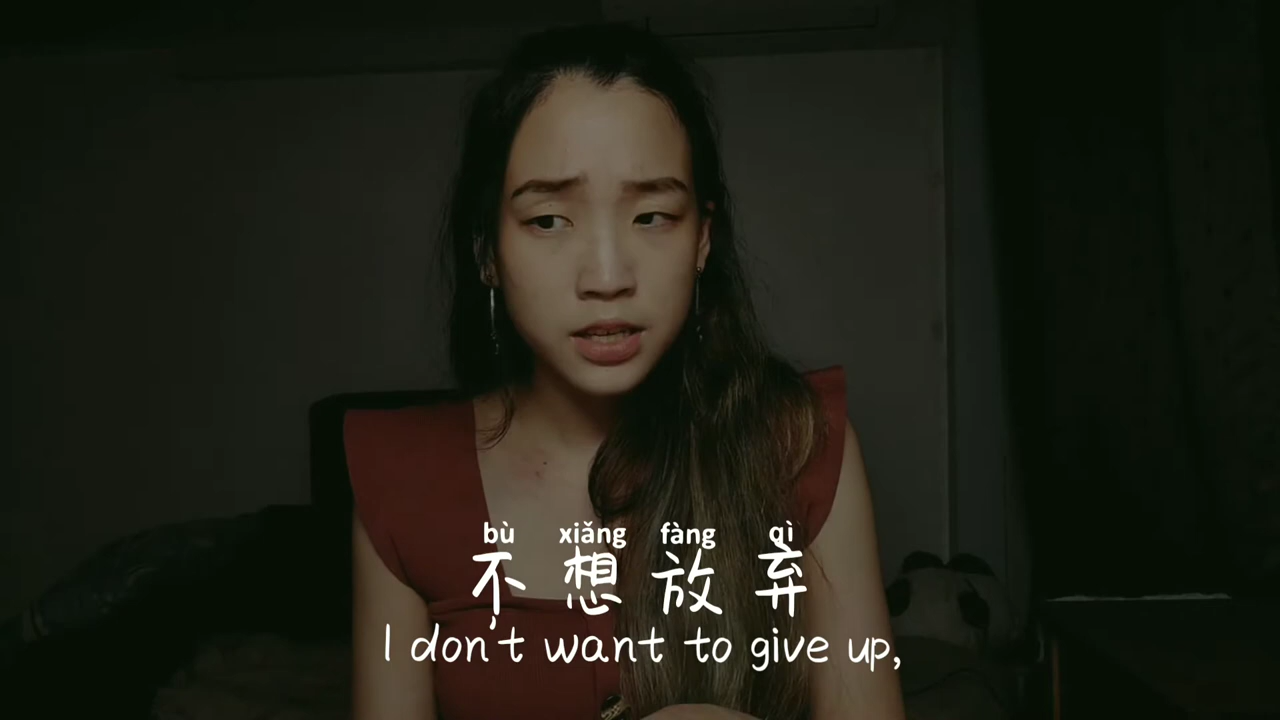 bù xiǎng fàng qì
不想放弃
I don't want to give up,